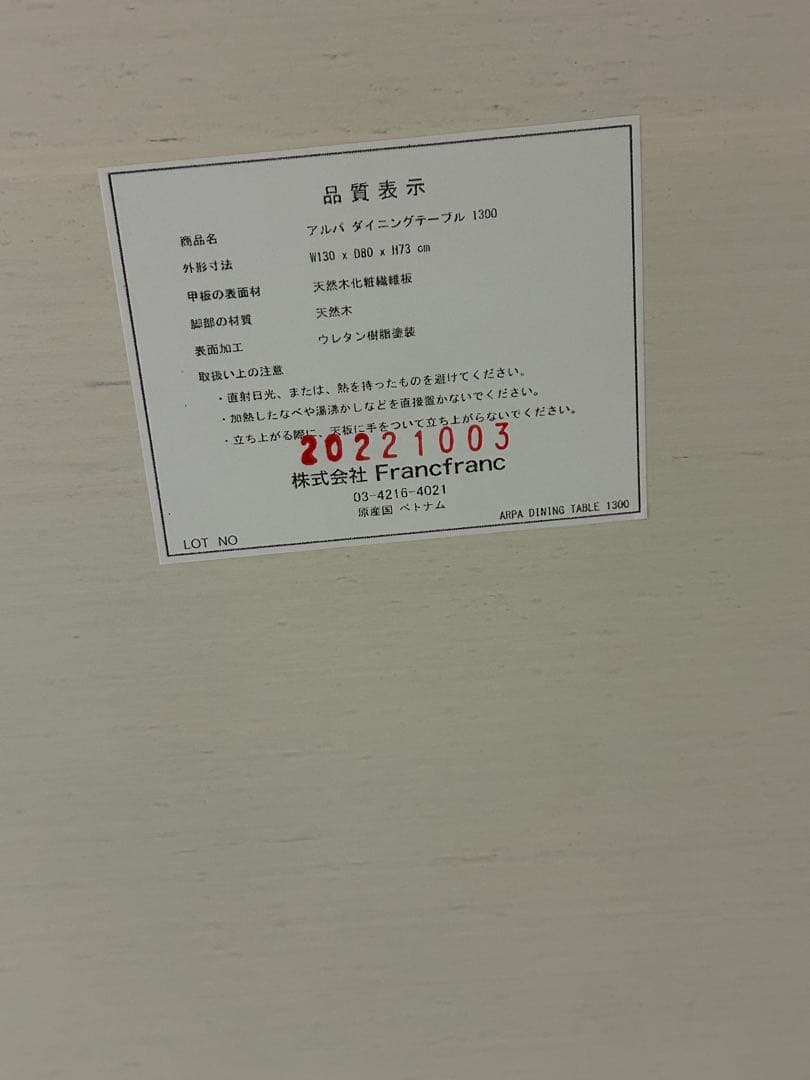 品質表示
商品名 アルパ ダイニングテーブル 1300
外形寸法 W130 x D80 x H73 cm
甲板の表面材 天然木化粧繊維板
脚部の材質 天然木
表面加工 ウレタン樹脂塗装
取扱い上の注意
・直射日光、または、熱を持ったものを避けてください。
・加熱したなべや湯沸かしなどを直接置かないでください。
・立ち上がる際に、天板に手をついて立ち上がらないでください。
20221003
株式会社 Francfranc
03-4216-4021
原産国 ベトナム
LOT NO ARPA DINING TABLE 1300